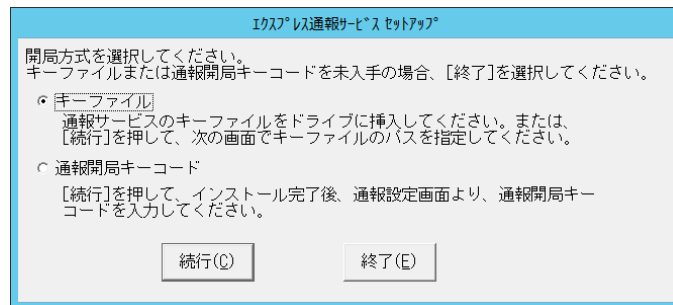 ｴｸｽﾌﾟﾚｽ通報ｻｰﾋﾞｽ ｾｯﾄｱｯﾌﾟ
開局方式を選択してください。
キーファイルまたは通報開局キーコードを未入手の場合、[終了]を選択してください。
キーファイル
通報サービスのキーファイルをドライブに挿入してください。または、
[続行]を押して、次の画面でキーファイルのパスを指定してください。
通報開局キーコード
[続行]を押して、インストール完了後、通報設定画面より、通報開局キー
コードを入力してください。
続行(C) 終了(E)